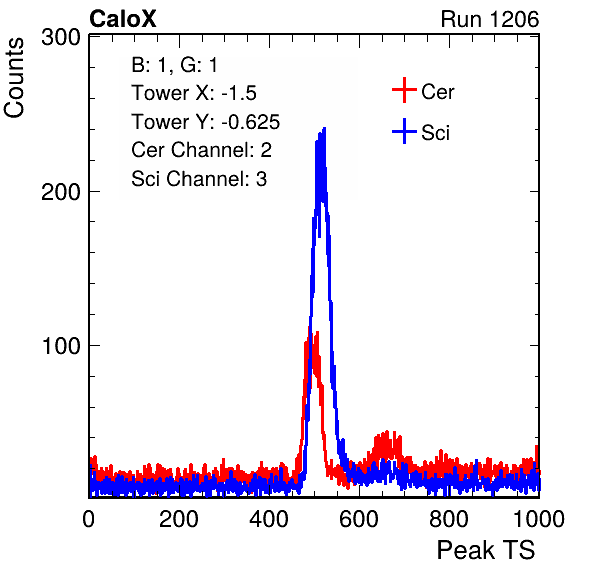 CaloX Run 1206
Counts
300
200
100
B: 1, G: 1
Tower X: -1.5
Tower Y: -0.625
Cer Channel: 2
Sci Channel: 3
Cer
Sci
0 200 400 600 800 1000
Peak TS